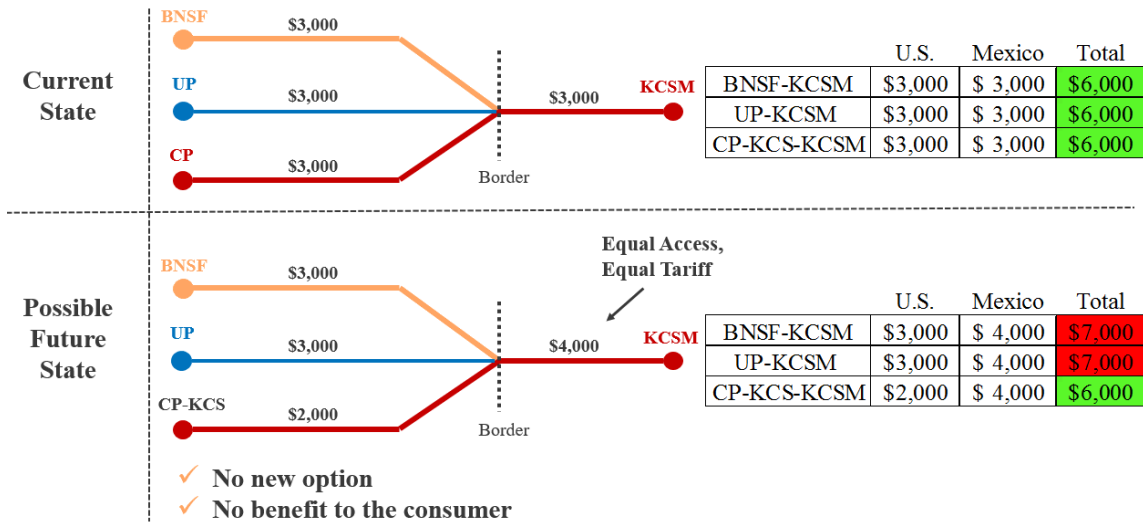 BNSF
$3,000
UP
$3,000
CP
$3,000
$3,000
KCSM
Border
Current
State
U.S. Mexico Total
BNSF-KCSM $3,000 $ 3,000 $6,000
UP-KCSM $3,000 $ 3,000 $6,000
CP-KCS-KCSM $3,000 $ 3,000 $6,000
Equal Access,
Equal Tariff
BNSF
$3,000
UP
$3,000
CP-KCS
$2,000
$4,000
KCSM
Border
Possible
Future
State
U.S. Mexico Total
BNSF-KCSM $3,000 $ 4,000 $7,000
UP-KCSM $3,000 $ 4,000 $7,000
CP-KCS-KCSM $2,000 $ 4,000 $6,000
✓ No new option
✓ No benefit to the consumer